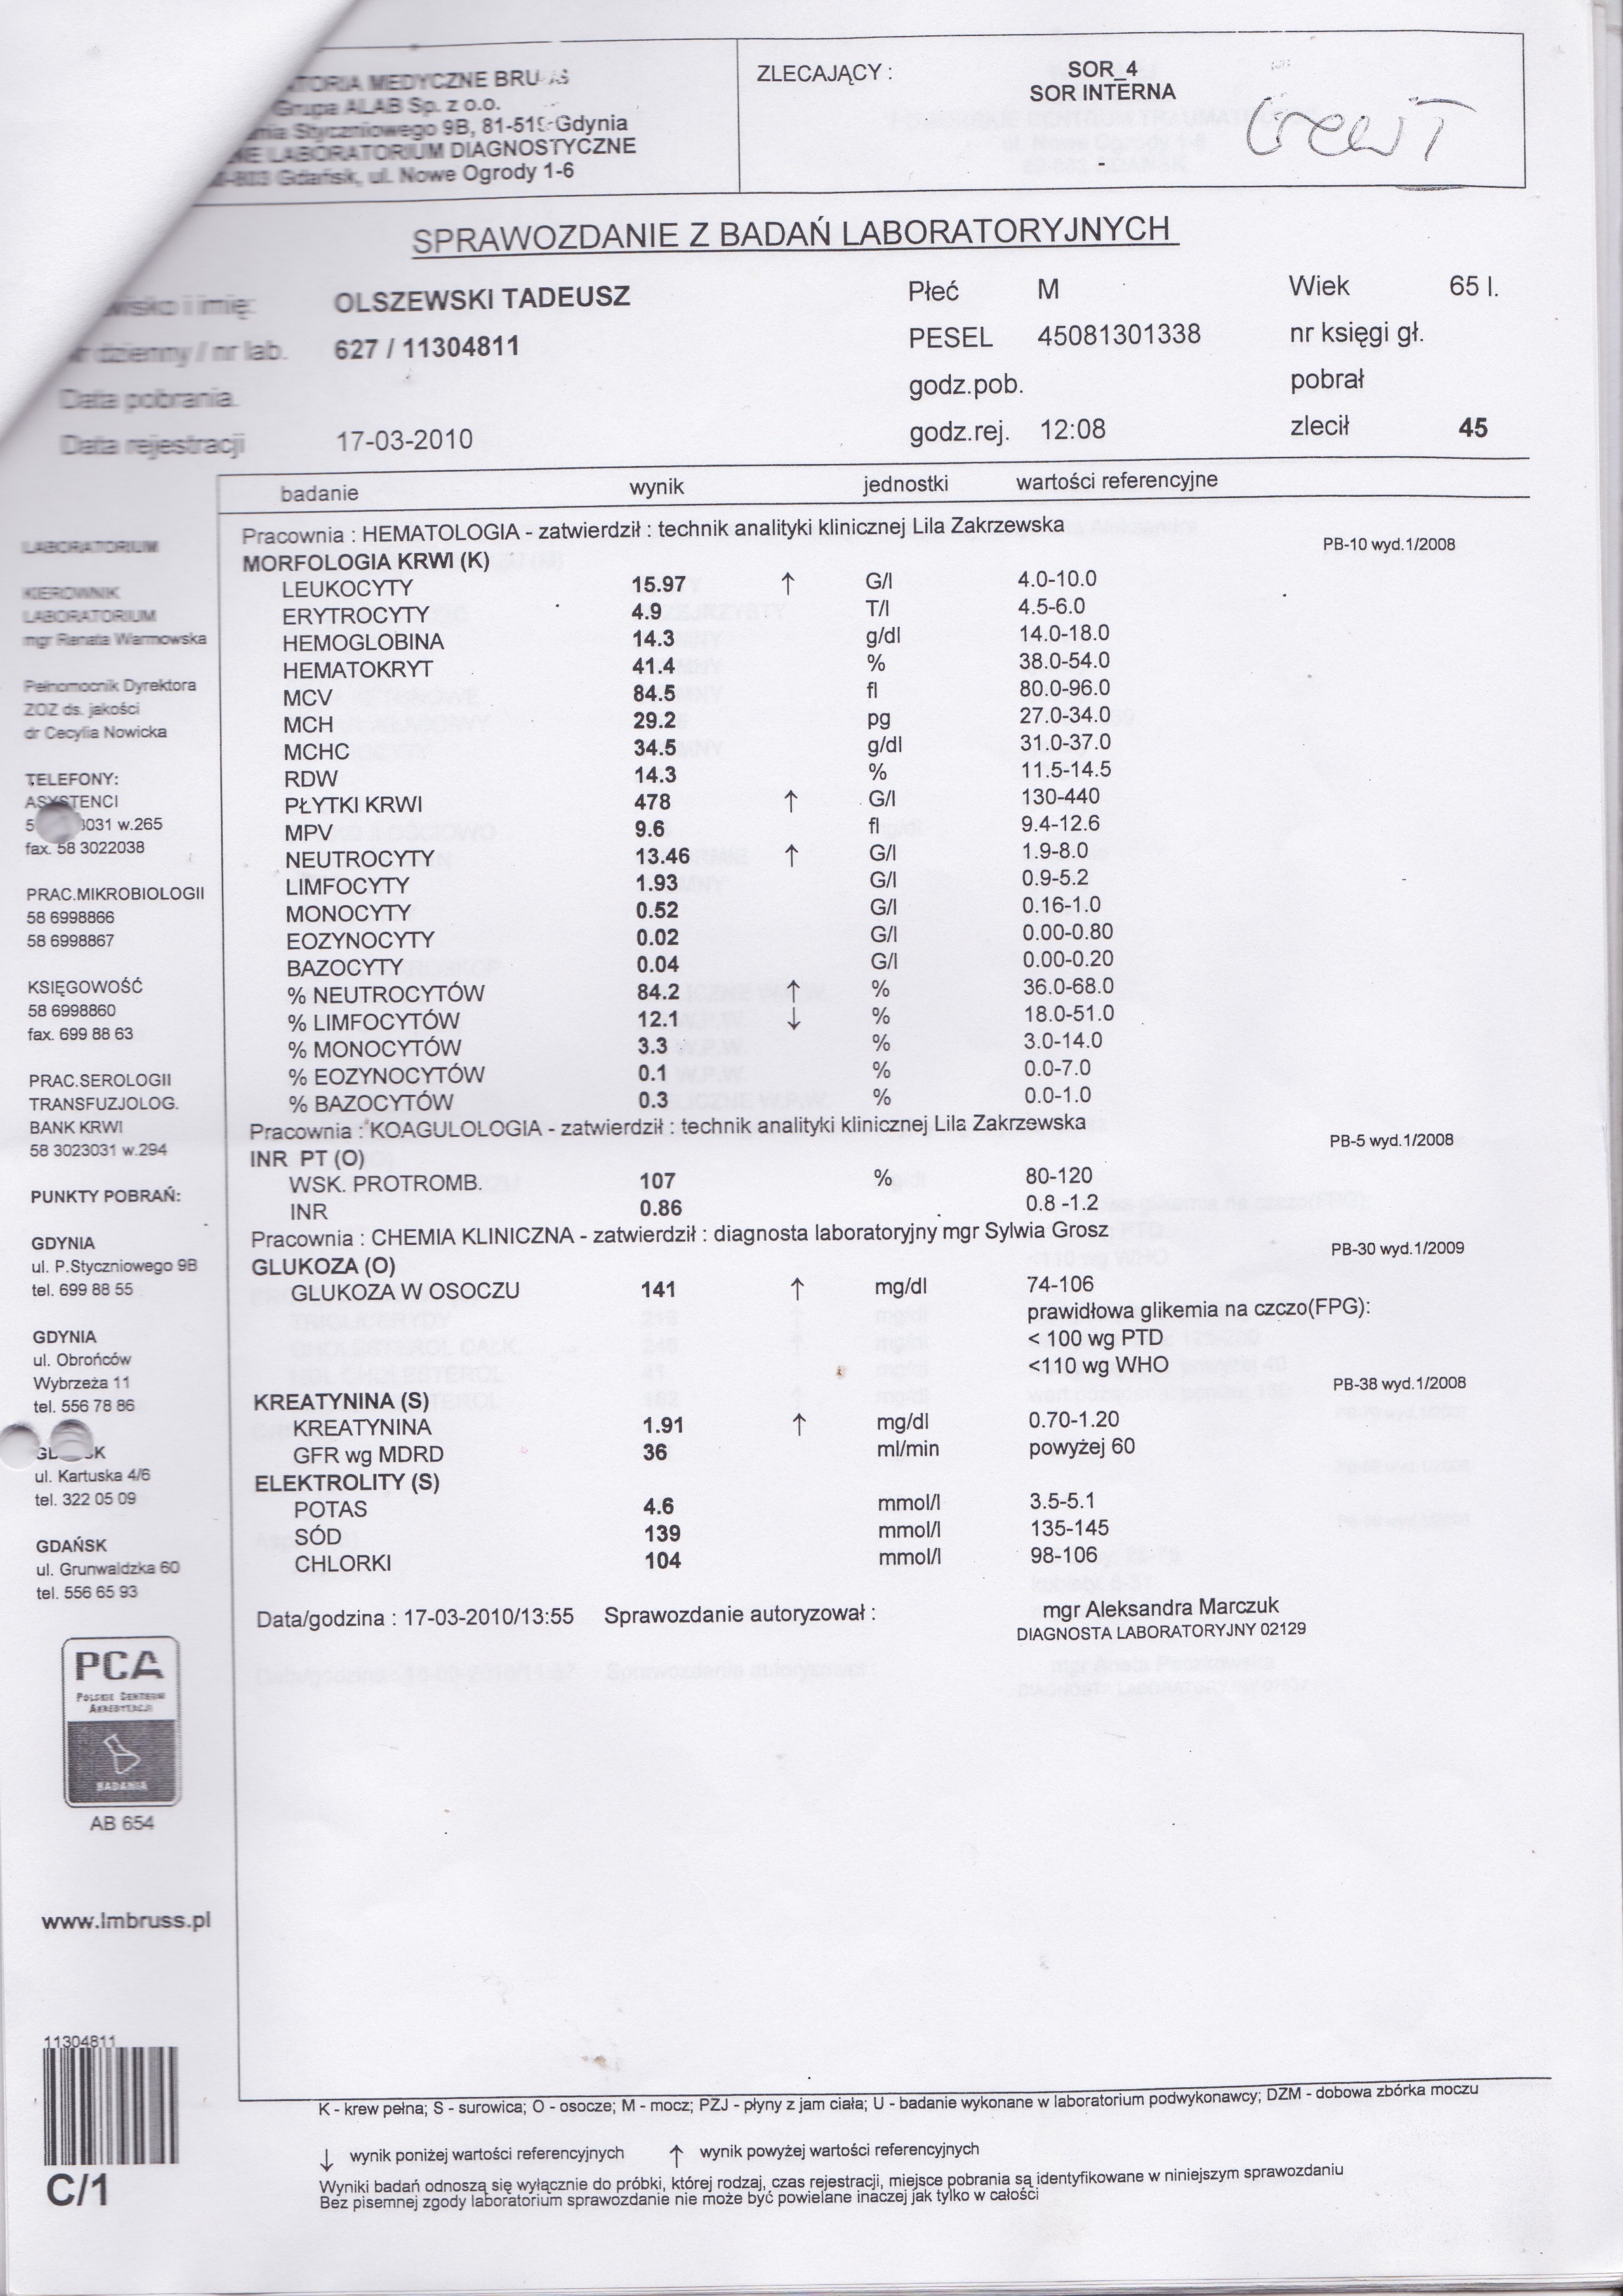 MEDYCZNE BRU
Grupa ALAB Sp. z o.o.
Styczniowego 9B, 81-519 Gdynia
LABORATORIUM DIAGNOSTYCZNE
Gdańsk, ul. Nowe Ogrody 1-6
ZLECAJĄCY :
SOR_4
SOR INTERNA
SPRAWOZDANIE Z BADAŃ LABORATORYJNYCH
i imię: OLSZEWSKI TADEUSZ Płeć M Wiek 65 l.
dzienny / nr lab. 627 / 11304811 PESEL 45081301338 nr księgi gł.
Data pobrania. godz.pob. pobrał
Data rejestracji 17-03-2010 godz.rej. 12:08 zlecił 45
badanie wynik jednostki wartości referencyjne
Pracownia : HEMATOLOGIA - zatwierdził : technik analityki klinicznej Lila Zakrzewska
MORFOLOGIA KRWI (K) PB-10 wyd.1/2008
LEUKOCYTY 15.97 ↑ G/l 4.0-10.0
ERYTROCYTY 4.9 T/l 4.5-6.0
HEMOGLOBINA 14.3 g/dl 14.0-18.0
HEMATOKRYT 41.4 % 38.0-54.0
MCV 84.5 fl 80.0-96.0
MCH 29.2 pg 27.0-34.0
MCHC 34.5 g/dl 31.0-37.0
RDW 14.3 % 11.5-14.5
PŁYTKI KRWI 478 ↑ G/l 130-440
MPV 9.6 fl 9.4-12.6
NEUTROCYTY 13.46 ↑ G/l 1.9-8.0
LIMFOCYTY 1.93 G/l 0.9-5.2
MONOCYTY 0.52 G/l 0.16-1.0
EOZYNOCYTY 0.02 G/l 0.00-0.80
BAZOCYTY 0.04 G/l 0.00-0.20
% NEUTROCYTÓW 84.2 ↑ % 36.0-68.0
% LIMFOCYTÓW 12.1 ↓ % 18.0-51.0
% MONOCYTÓW 3.3 % 3.0-14.0
% EOZYNOCYTÓW 0.1 % 0.0-7.0
% BAZOCYTÓW 0.3 % 0.0-1.0
Pracownia : KOAGULOLOGIA - zatwierdził : technik analityki klinicznej Lila Zakrzewska
INR PT (O) PB-5 wyd.1/2008
WSK. PROTROMB. 107 % 80-120
INR 0.86 0.8 -1.2
Pracownia : CHEMIA KLINICZNA - zatwierdził : diagnosta laboratoryjny mgr Sylwia Grosz
GLUKOZA (O) PB-30 wyd.1/2009
GLUKOZA W OSOCZU 141 ↑ mg/dl 74-106
prawidłowa glikemia na czczo(FPG):
< 100 wg PTD
<110 wg WHO
KREATYNINA (S) PB-38 wyd.1/2008
KREATYNINA 1.91 ↑ mg/dl 0.70-1.20
GFR wg MDRD 36 ml/min powyżej 60
ELEKTROLITY (S)
POTAS 4.6 mmol/l 3.5-5.1
SÓD 139 mmol/l 135-145
CHLORKI 104 mmol/l 98-106
Data/godzina : 17-03-2010/13:55 Sprawozdanie autoryzował : mgr Aleksandra Marczuk
DIAGNOSTA LABORATORYJNY 02129
LABORATORIUM
KIEROWNIK
LABORATORIUM
mgr Renata Warmowska
Pełnomocnik Dyrektora
ZOZ ds. jakości
dr Cecylia Nowicka
TELEFONY:
ASYSTENCI
5 3031 w.265
fax. 58 3022038
PRAC.MIKROBIOLOGII
58 6998866
58 6998867
KSIĘGOWOŚĆ
58 6998860
fax. 699 88 63
PRAC.SEROLOGII
TRANSFUZJOLOG.
BANK KRWI
58 3023031 w.294
PUNKTY POBRAŃ:
GDYNIA
ul. P.Styczniowego 9B
tel. 699 88 55
GDYNIA
ul. Obrońców
Wybrzeża 11
tel. 556 78 86
ul. Kartuska 4/6
tel. 322 05 09
GDAŃSK
ul. Grunwaldzka 60
tel. 556 65 93
PCA
POLSKIE CENTRUM
AKREDYTACJI
BADANIA
AB 654
www.lmbruss.pl
11304811
C/1
K - krew pełna; S - surowica; O - osocze; M - mocz; PZJ - płyny z jam ciała; U - badanie wykonane w laboratorium podwykonawcy; DZM - dobowa zbórka moczu
↓ wynik poniżej wartości referencyjnych ↑ wynik powyżej wartości referencyjnych
Wyniki badań odnoszą się wyłącznie do próbki, której rodzaj, czas rejestracji, miejsce pobrania są identyfikowane w niniejszym sprawozdaniu
Bez pisemnej zgody laboratorium sprawozdanie nie może być powielane inaczej jak tylko w całości